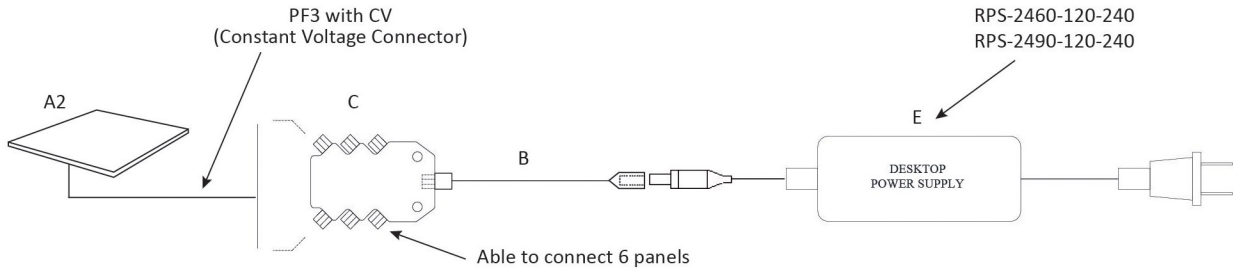 PF3 with CV
(Constant Voltage Connector)
RPS-2460-120-240
RPS-2490-120-240
A2
C
E
B
DESKTOP
POWER SUPPLY
Able to connect 6 panels